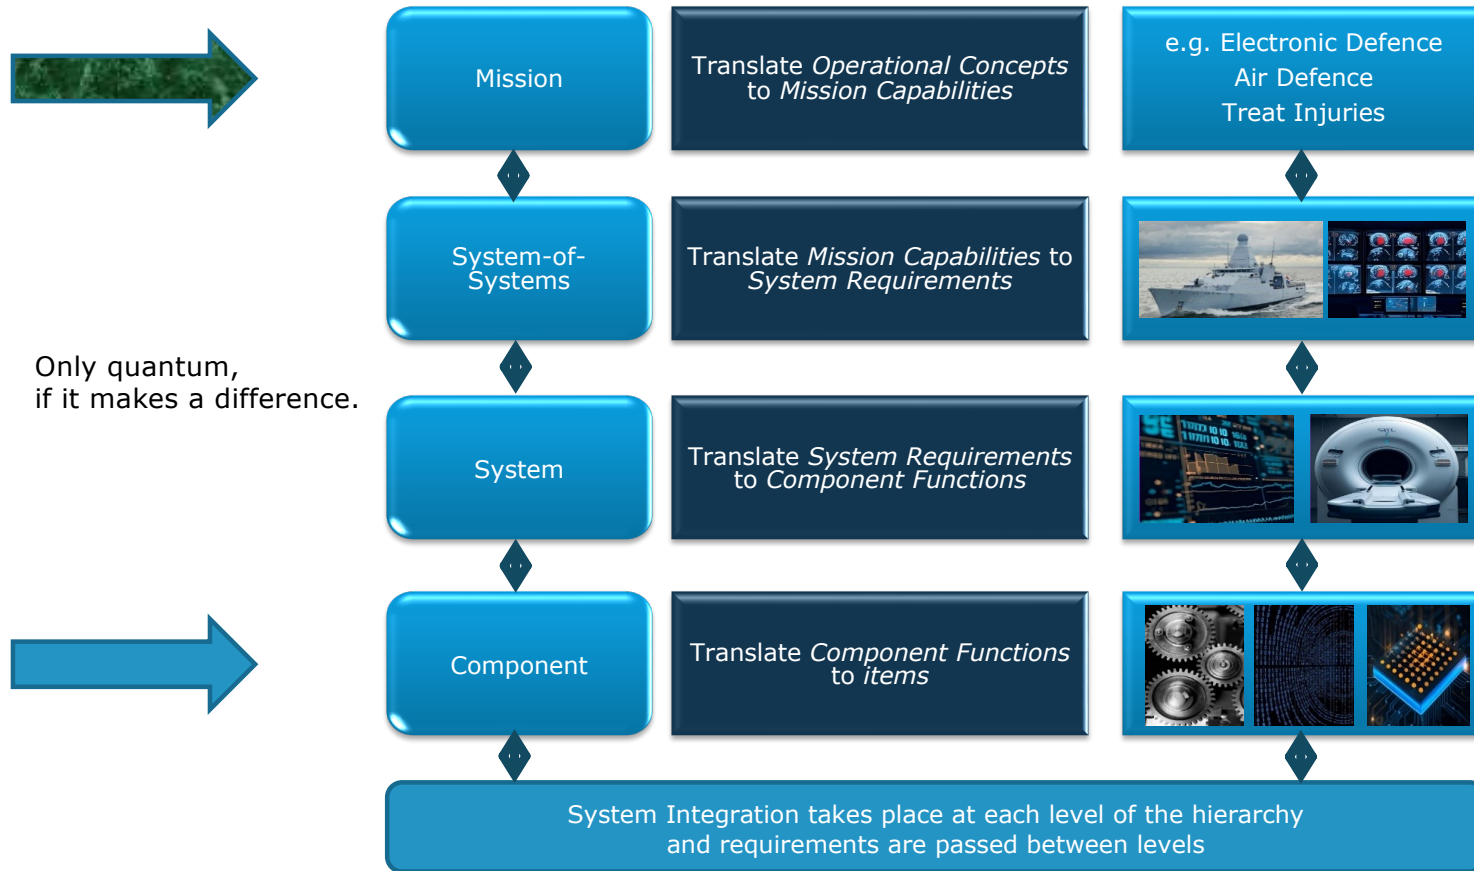 Mission
Translate Operational Concepts
to Mission Capabilities
e.g. Electronic Defence
Air Defence
Treat Injuries
System-of-
Systems
Translate Mission Capabilities to
System Requirements
Only quantum,
if it makes a difference.
System
Translate System Requirements
to Component Functions
Component
Translate Component Functions
to items
System Integration takes place at each level of the hierarchy
and requirements are passed between levels